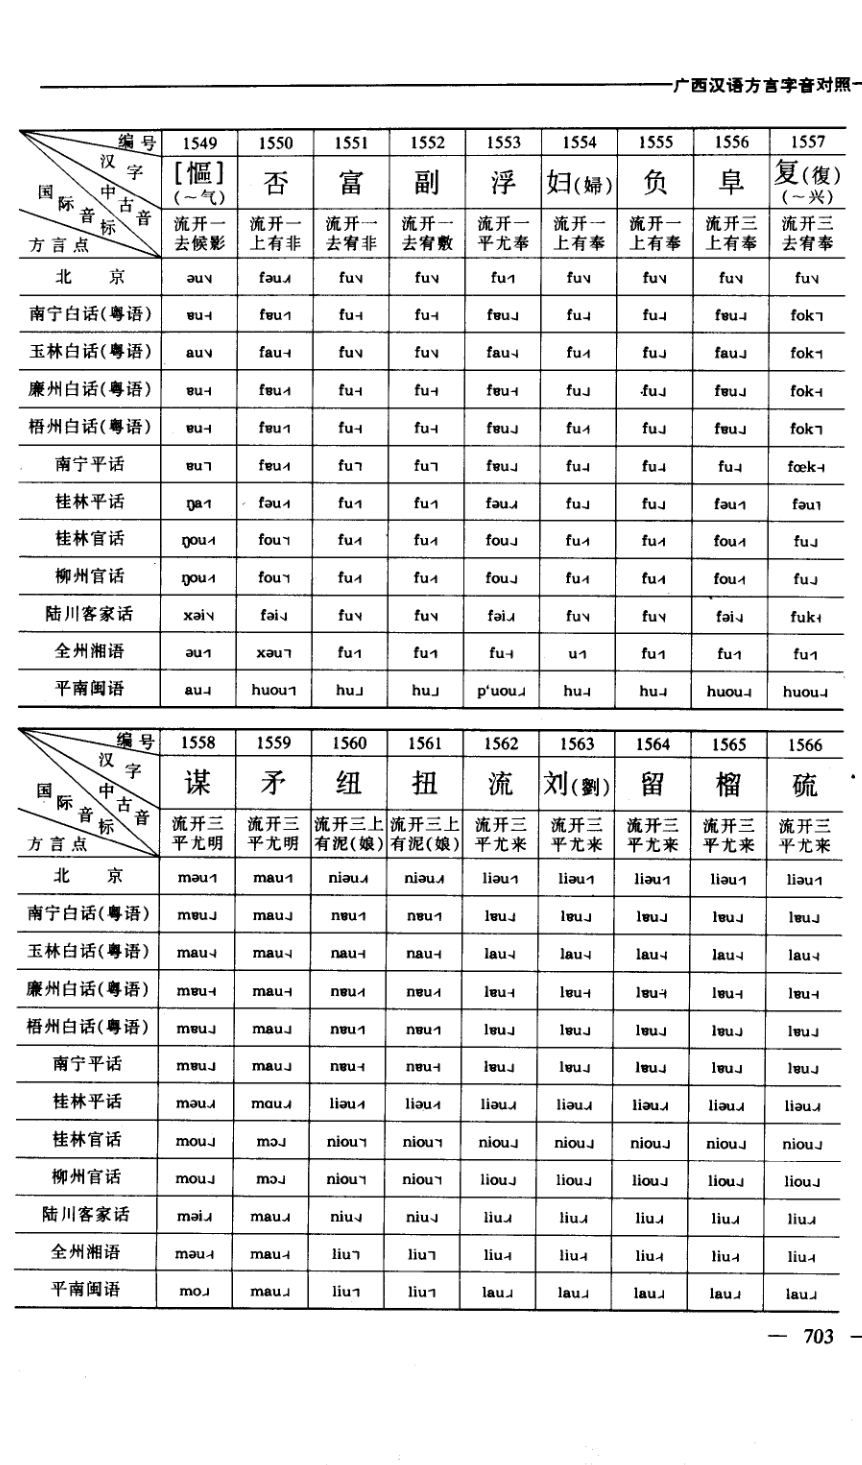 广西汉语方言字音对照
编号 1549 1550 1551 1552 1553 1554 1555 1556 1557
汉字 [慪] 否 富 副 浮 妇(婦) 负 阜 复(復)
(～气) (～兴)
国际音标 中古音 流开一 流开一 流开一 流开一 流开一 流开一 流开一 流开三 流开三
方言点 去候影 上有非 去宥非 去宥敷 平尤奉 上有奉 上有奉 上有奉 去宥奉
北京 əu fəu fu fu fu fu fu fu fu
南宁白话(粤语) ɐu fɐu fu fu fɐu fu fu fɐu fok
玉林白话(粤语) au fau fu fu fau fu fu fau fok
廉州白话(粤语) ɐu fɐu fu fu fɐu fu fu fɐu fok
梧州白话(粤语) ɐu fɐu fu fu fɐu fu fu fɐu fok
南宁平话 ɐu fɐu fu fu fɐu fu fu fu fœk
桂林平话 ŋa fəu fu fu fəu fu fu fəu fəu
桂林官话 ŋou fou fu fu fou fu fu fou fu
柳州官话 ŋou fou fu fu fou fu fu fou fu
陆川客家话 xəi fəi fu fu fəi fu fu fəi fuk
全州湘语 əu xəu fu fu fu u fu fu fu
平南闽语 au huou hu hu pʻuou hu hu huou huou
编号 1558 1559 1560 1561 1562 1563 1564 1565 1566
汉字 谋 矛 纽 扭 流 刘(劉) 留 榴 硫
国际音标 中古音 流开三 流开三 流开三上 流开三上 流开三 流开三 流开三 流开三 流开三
方言点 平尤明 平尤明 有泥(娘) 有泥(娘) 平尤来 平尤来 平尤来 平尤来 平尤来
北京 məu mau niəu niəu liəu liəu liəu liəu liəu
南宁白话(粤语) mɐu mau nɐu nɐu lɐu lɐu lɐu lɐu lɐu
玉林白话(粤语) mau mau nau nau lau lau lau lau lau
廉州白话(粤语) mɐu mau nɐu nɐu lɐu lɐu lɐu lɐu lɐu
梧州白话(粤语) mɐu mau nɐu nɐu lɐu lɐu lɐu lɐu lɐu
南宁平话 mɐu mau nɐu nɐu lɐu lɐu lɐu lɐu lɐu
桂林平话 məu mɑu liəu liəu liəu liəu liəu liəu liəu
桂林官话 mou mɔ niou niou niou niou niou niou niou
柳州官话 mou mɔ niou niou liou liou liou liou liou
陆川客家话 məi mau niu niu liu liu liu liu liu
全州湘语 məu mau liu liu liu liu liu liu liu
平南闽语 mo mau liu liu lau lau lau lau lau
— 703 —